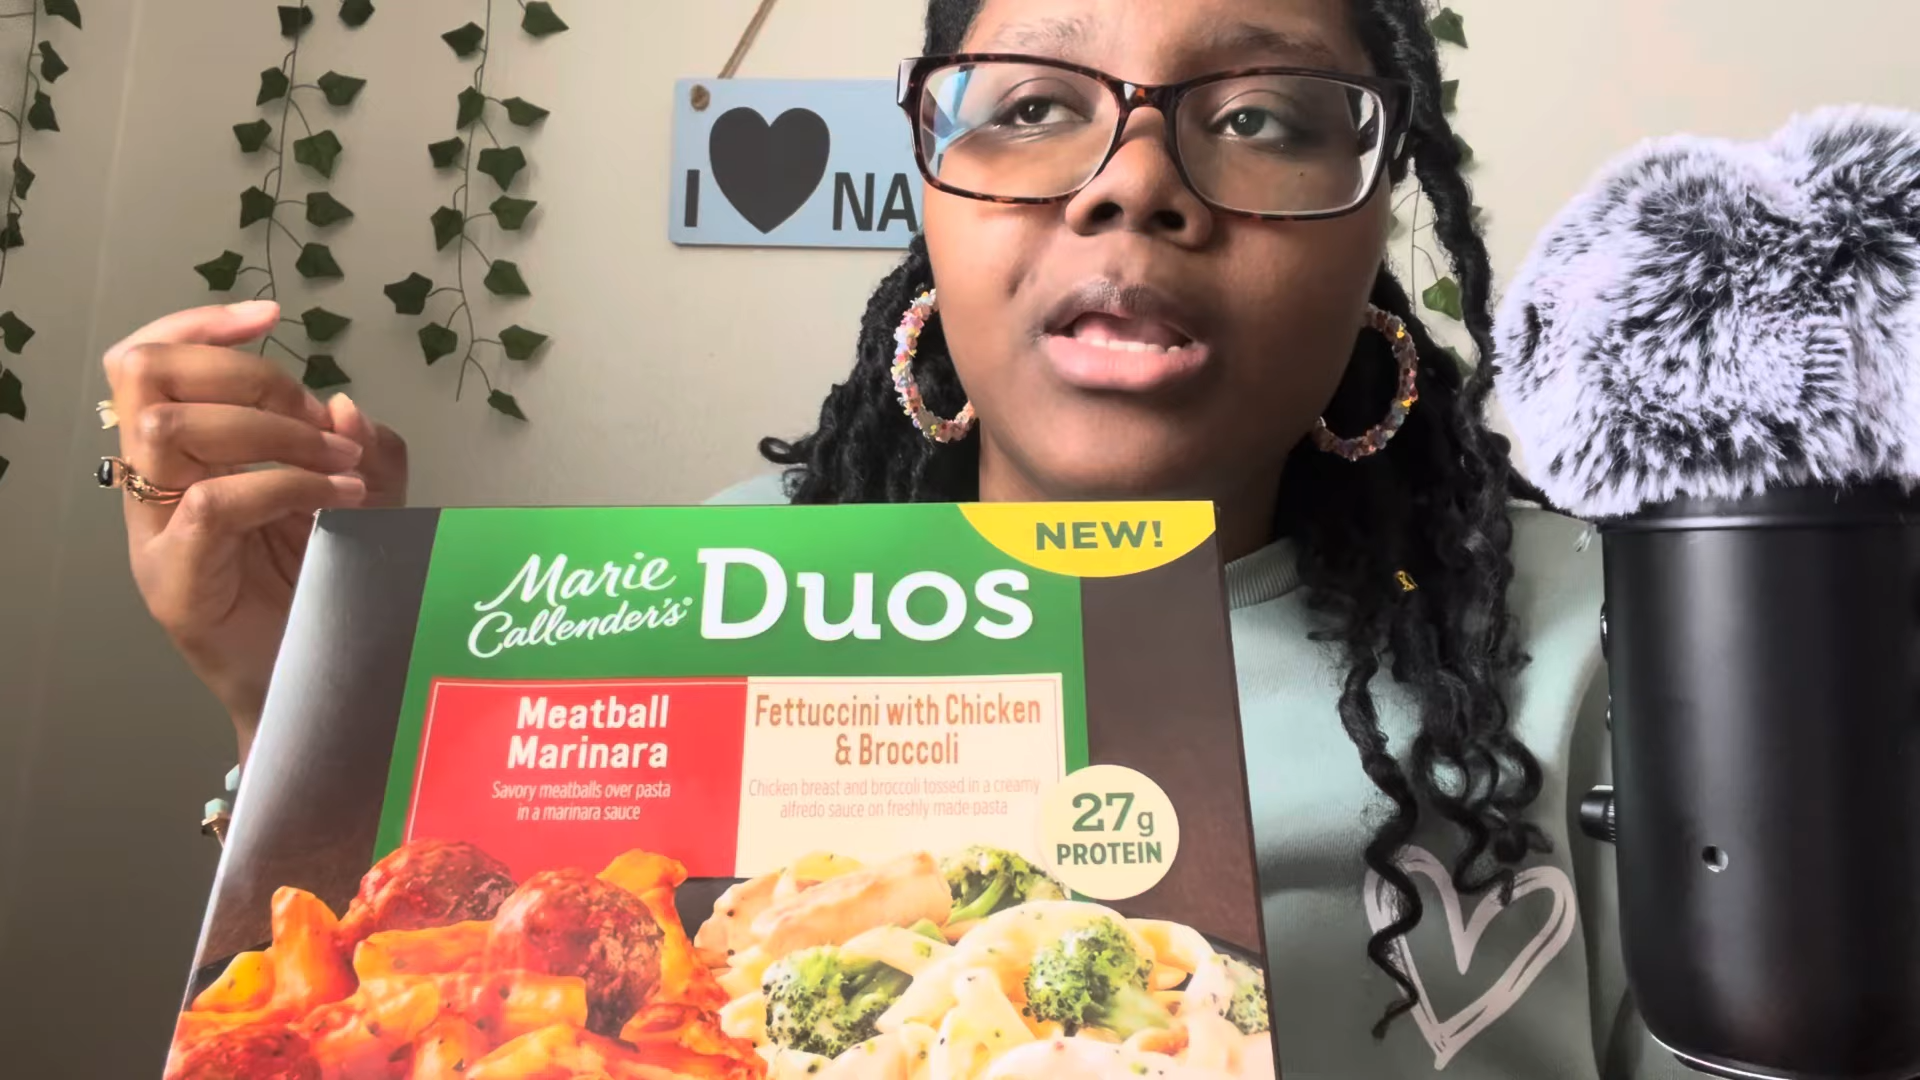 I NA
NEW!
Marie
Callender's
Duos
Meatball
Marinara
Savory meatballs over pasta
in a marinara sauce
Fettuccini with Chicken
& Broccoli
Chicken breast and broccoli tossed in a creamy
alfredo sauce on freshly made pasta
27g
PROTEIN